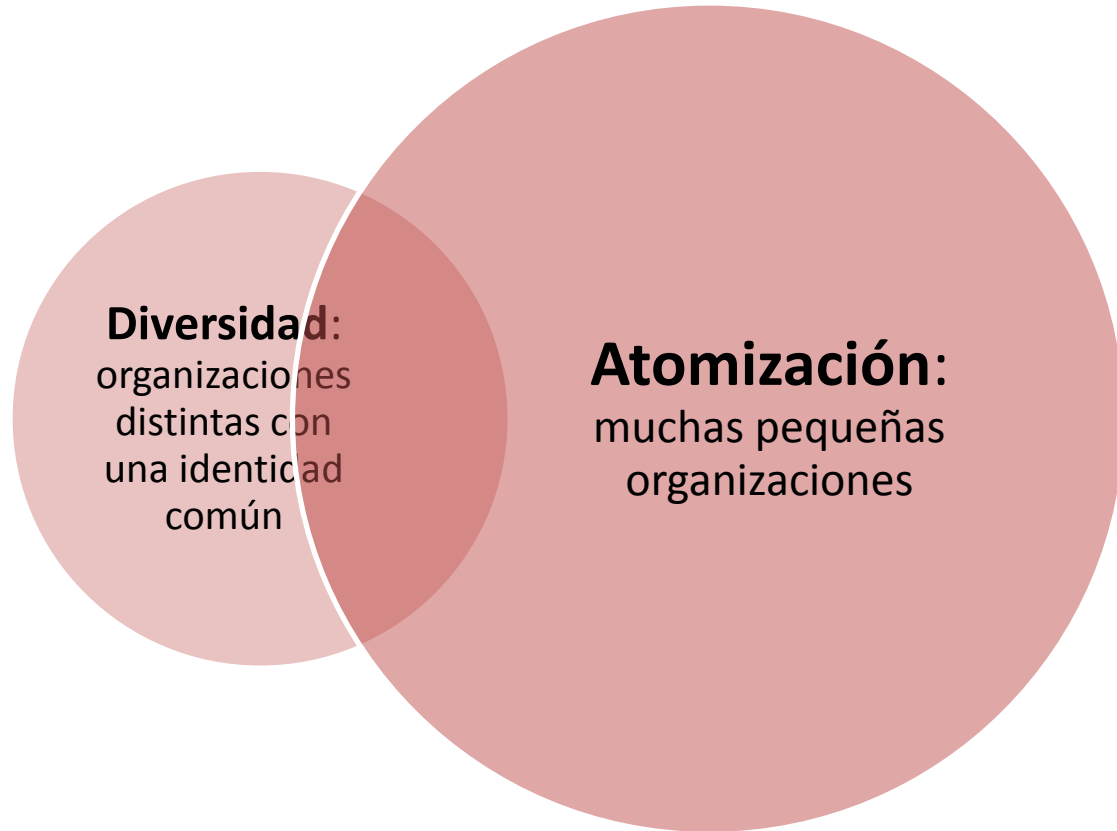 Diversidad:
organizaciones
distintas con
una identidad
común
Atomización:
muchas pequeñas
organizaciones